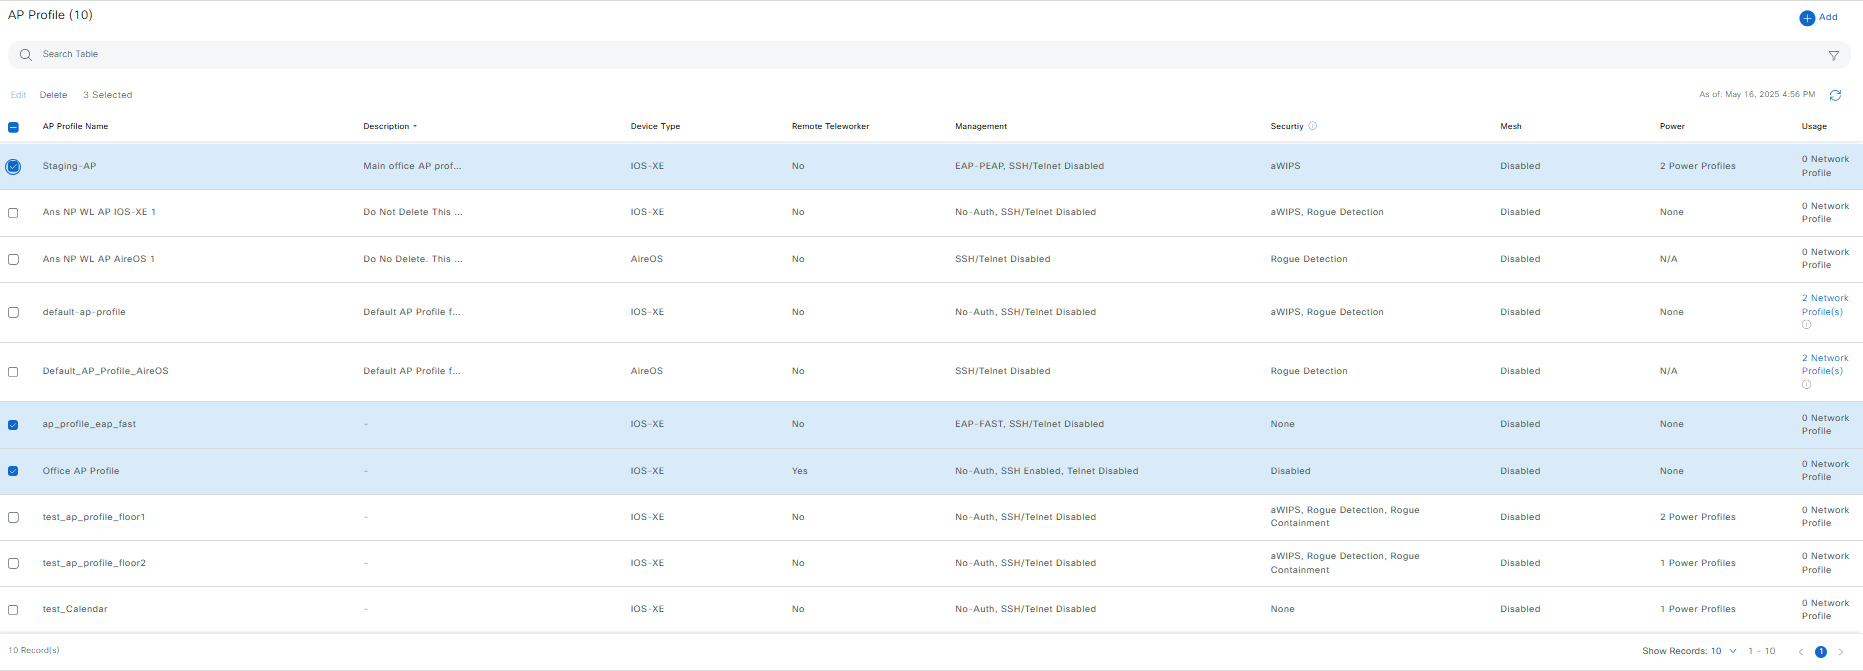 AP Profile (10)
Add
Search Table
Edit Delete 3 Selected
As of: May 16, 2025 4:56 PM
AP Profile Name Description Device Type Remote Teleworker Management Securtiy Mesh Power Usage
Staging-AP Main office AP prof... IOS-XE No EAP-PEAP, SSH/Telnet Disabled aWIPS Disabled 2 Power Profiles 0 Network
Profile
Ans NP WL AP IOS-XE 1 Do Not Delete This ... IOS-XE No No-Auth, SSH/Telnet Disabled aWIPS, Rogue Detection Disabled None 0 Network
Profile
Ans NP WL AP AireOS 1 Do No Delete. This ... AireOS No SSH/Telnet Disabled Rogue Detection Disabled N/A 0 Network
Profile
default-ap-profile Default AP Profile f... IOS-XE No No-Auth, SSH/Telnet Disabled aWIPS, Rogue Detection Disabled None 2 Network
Profile(s)
Default_AP_Profile_AireOS Default AP Profile f... AireOS No SSH/Telnet Disabled Rogue Detection Disabled N/A 2 Network
Profile(s)
ap_profile_eap_fast - IOS-XE No EAP-FAST, SSH/Telnet Disabled None Disabled None 0 Network
Profile
Office AP Profile - IOS-XE Yes No-Auth, SSH Enabled, Telnet Disabled Disabled Disabled None 0 Network
Profile
test_ap_profile_floor1 - IOS-XE No No-Auth, SSH/Telnet Disabled aWIPS, Rogue Detection, Rogue Disabled 2 Power Profiles 0 Network
Containment Profile
test_ap_profile_floor2 - IOS-XE No No-Auth, SSH/Telnet Disabled aWIPS, Rogue Detection, Rogue Disabled 1 Power Profiles 0 Network
Containment Profile
test_Calendar - IOS-XE No No-Auth, SSH/Telnet Disabled None Disabled 1 Power Profiles 0 Network
Profile
10 Record(s) Show Records: 10 1 - 10 1